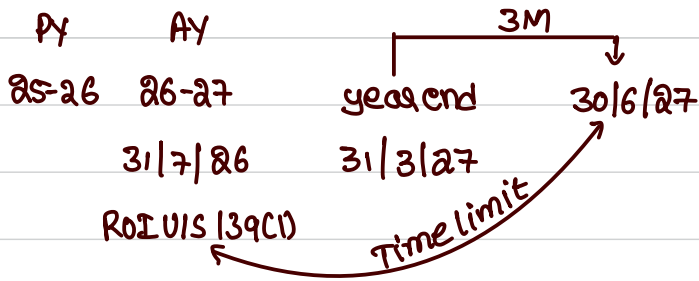 PY AY 3M
25-26 26-27 year end 30/6/27
31/7/26 31/3/27
ROI U/S 139(1) Time limit